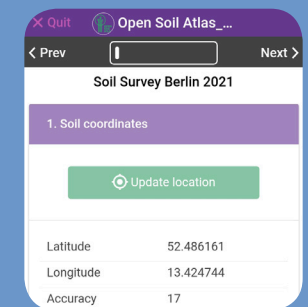 × Quit Open Soil Atlas_...
< Prev Next >
Soil Survey Berlin 2021
1. Soil coordinates
Update location
Latitude 52.486161
Longitude 13.424744
Accuracy 17